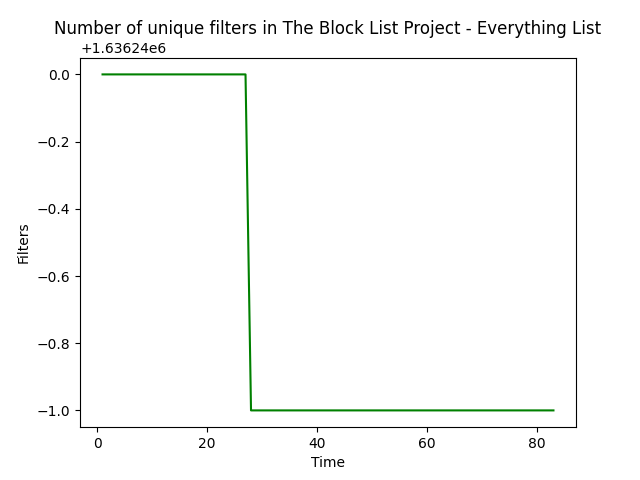 Number of unique filters in The Block List Project - Everything List
+1.63624e6
0.0
−0.2
−0.4
−0.6
−0.8
−1.0
Filters
0 20 40 60 80
Time